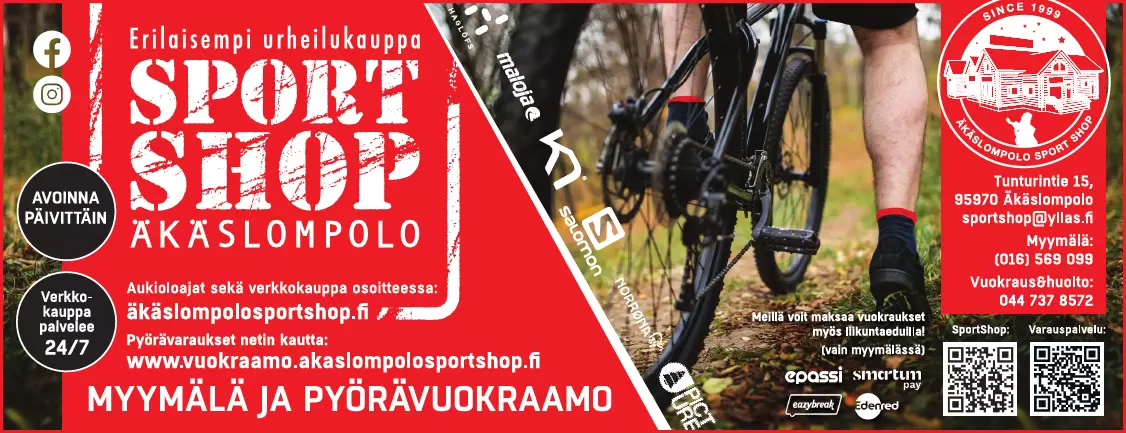 Erilaisempi urheilukauppa
SPORT
SHOP
ÄKÄSLOMPOLO
AVOINNA
PÄIVITTÄIN
Verkko-
kauppa
palvelee
24/7
Aukioloajat sekä verkkokauppa osoitteessa:
äkäslompolosportshop.fi
Pyörävaraukset netin kautta:
www.vuokraamo.akaslompolosportshop.fi
MYYMÄLÄ JA PYÖRÄVUOKRAAMO
HAGLÖFS
maloja
salomon
NORRØNA
PICT
URE
Meillä voit maksaa vuokraukset
myös liikuntaeduilla!
(vain myymälässä)
epassi
smartum
pay
eazybreak
Edenred
SINCE 1999
ÄKÄSLOMPOLO SPORT SHOP
Tunturintie 15,
95970 Äkäslompolo
sportshop@yllas.fi
Myymälä:
(016) 569 099
Vuokraus&huolto:
044 737 8572
SportShop:
Varauspalvelu: